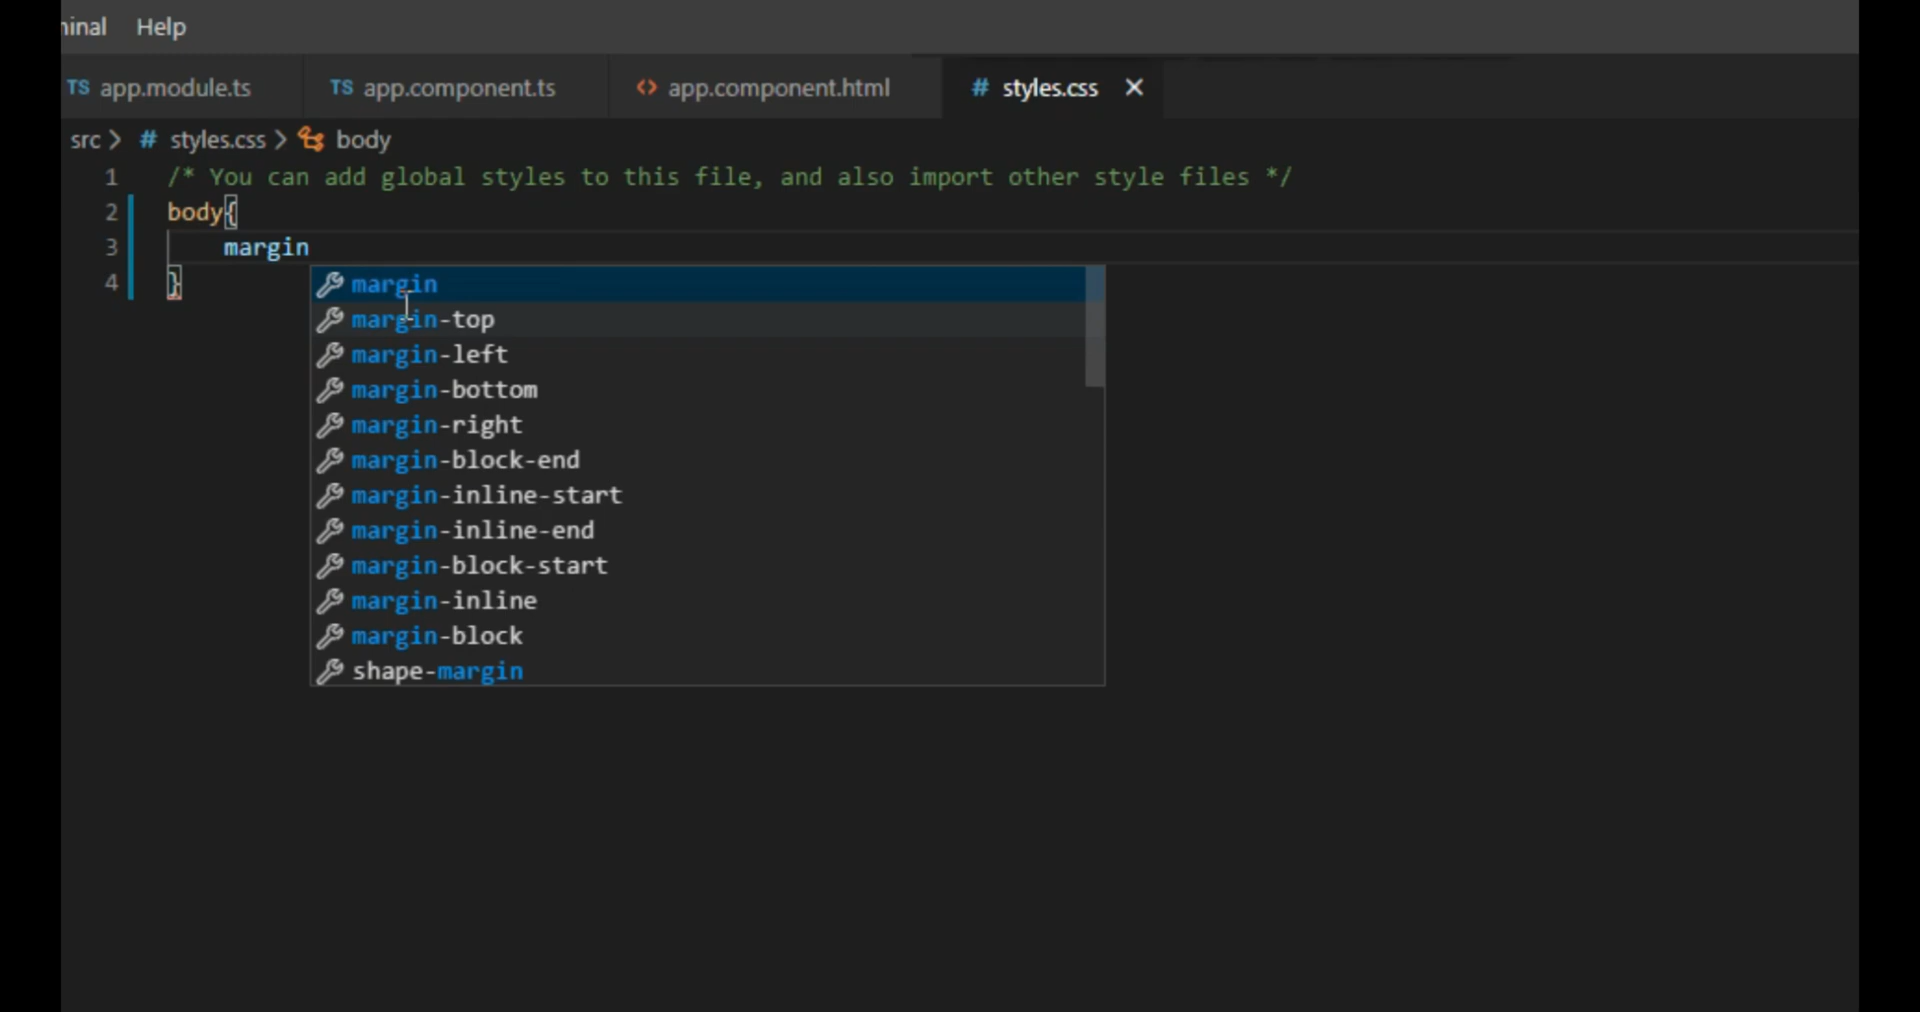 minal Help
TS app.module.ts TS app.component.ts <> app.component.html # styles.css ×
src > # styles.css > body
1 /* You can add global styles to this file, and also import other style files */
2 body{
3 margin
4 }
margin
margin-top
margin-left
margin-bottom
margin-right
margin-block-end
margin-inline-start
margin-inline-end
margin-block-start
margin-inline
margin-block
shape-margin